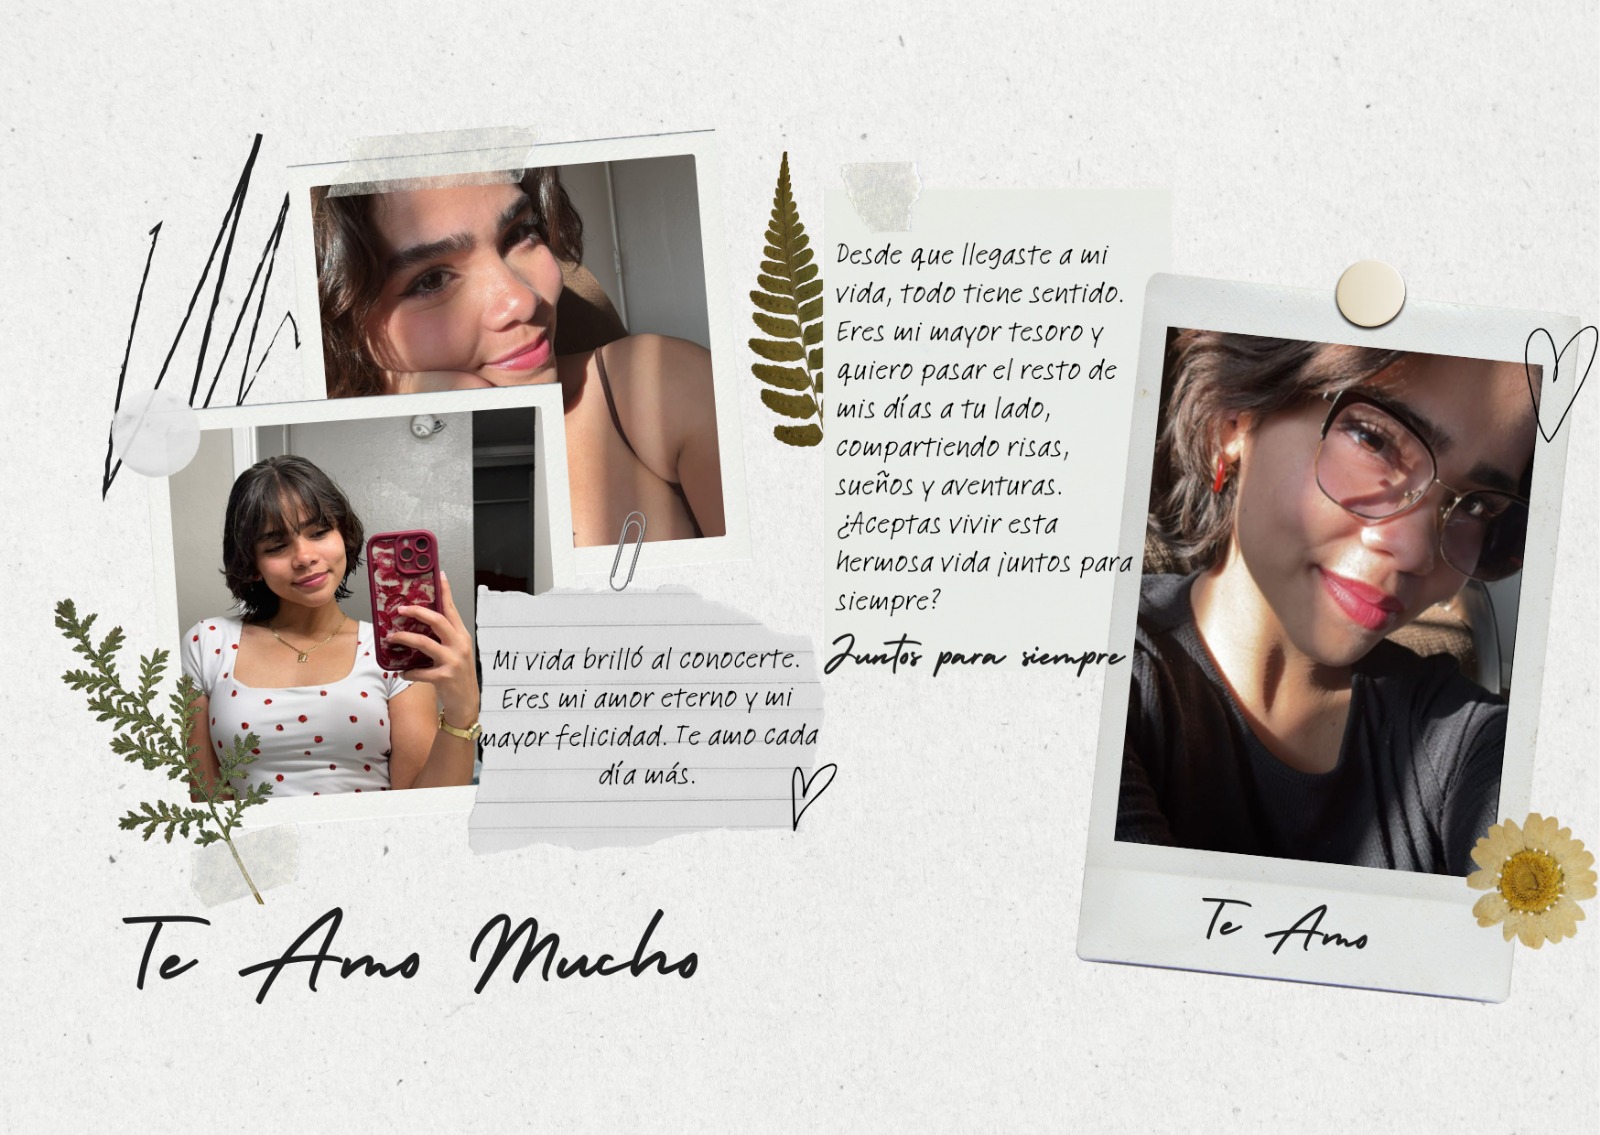 Mi vida brilló al conocerte.
Eres mi amor eterno y mi
mayor felicidad. Te amo cada
día más.
Te Amo Mucho
Desde que llegaste a mi
vida, todo tiene sentido.
Eres mi mayor tesoro y
quiero pasar el resto de
mis días a tu lado,
compartiendo risas,
sueños y aventuras.
¿Aceptas vivir esta
hermosa vida juntos para
siempre?
Juntos para siempre
Te Amo